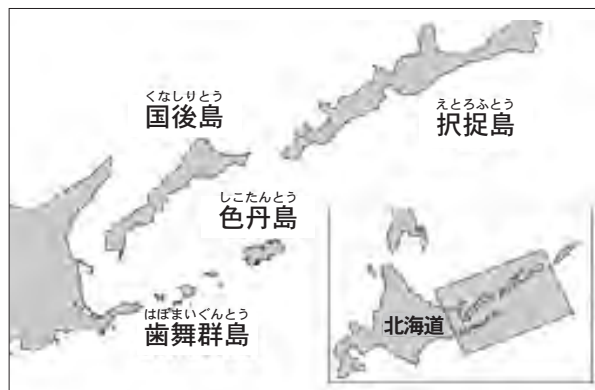 くなしりとう
国後島
えとろふとう
択捉島
しこたんとう
色丹島
はぼまいぐんとう
歯舞群島
北海道